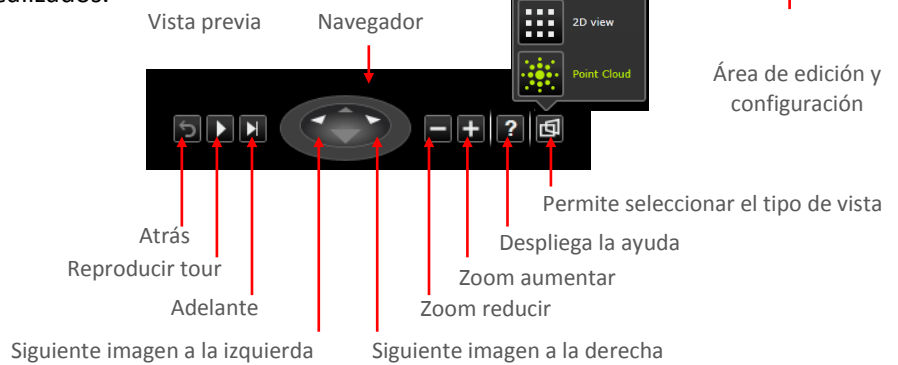 Vista previa
Navegador
2D view
Point Cloud
Área de edición y
configuración
?
Permite seleccionar el tipo de vista
Atrás
Despliega la ayuda
Reproducir tour
Zoom aumentar
Adelante
Zoom reducir
Siguiente imagen a la izquierda
Siguiente imagen a la derecha